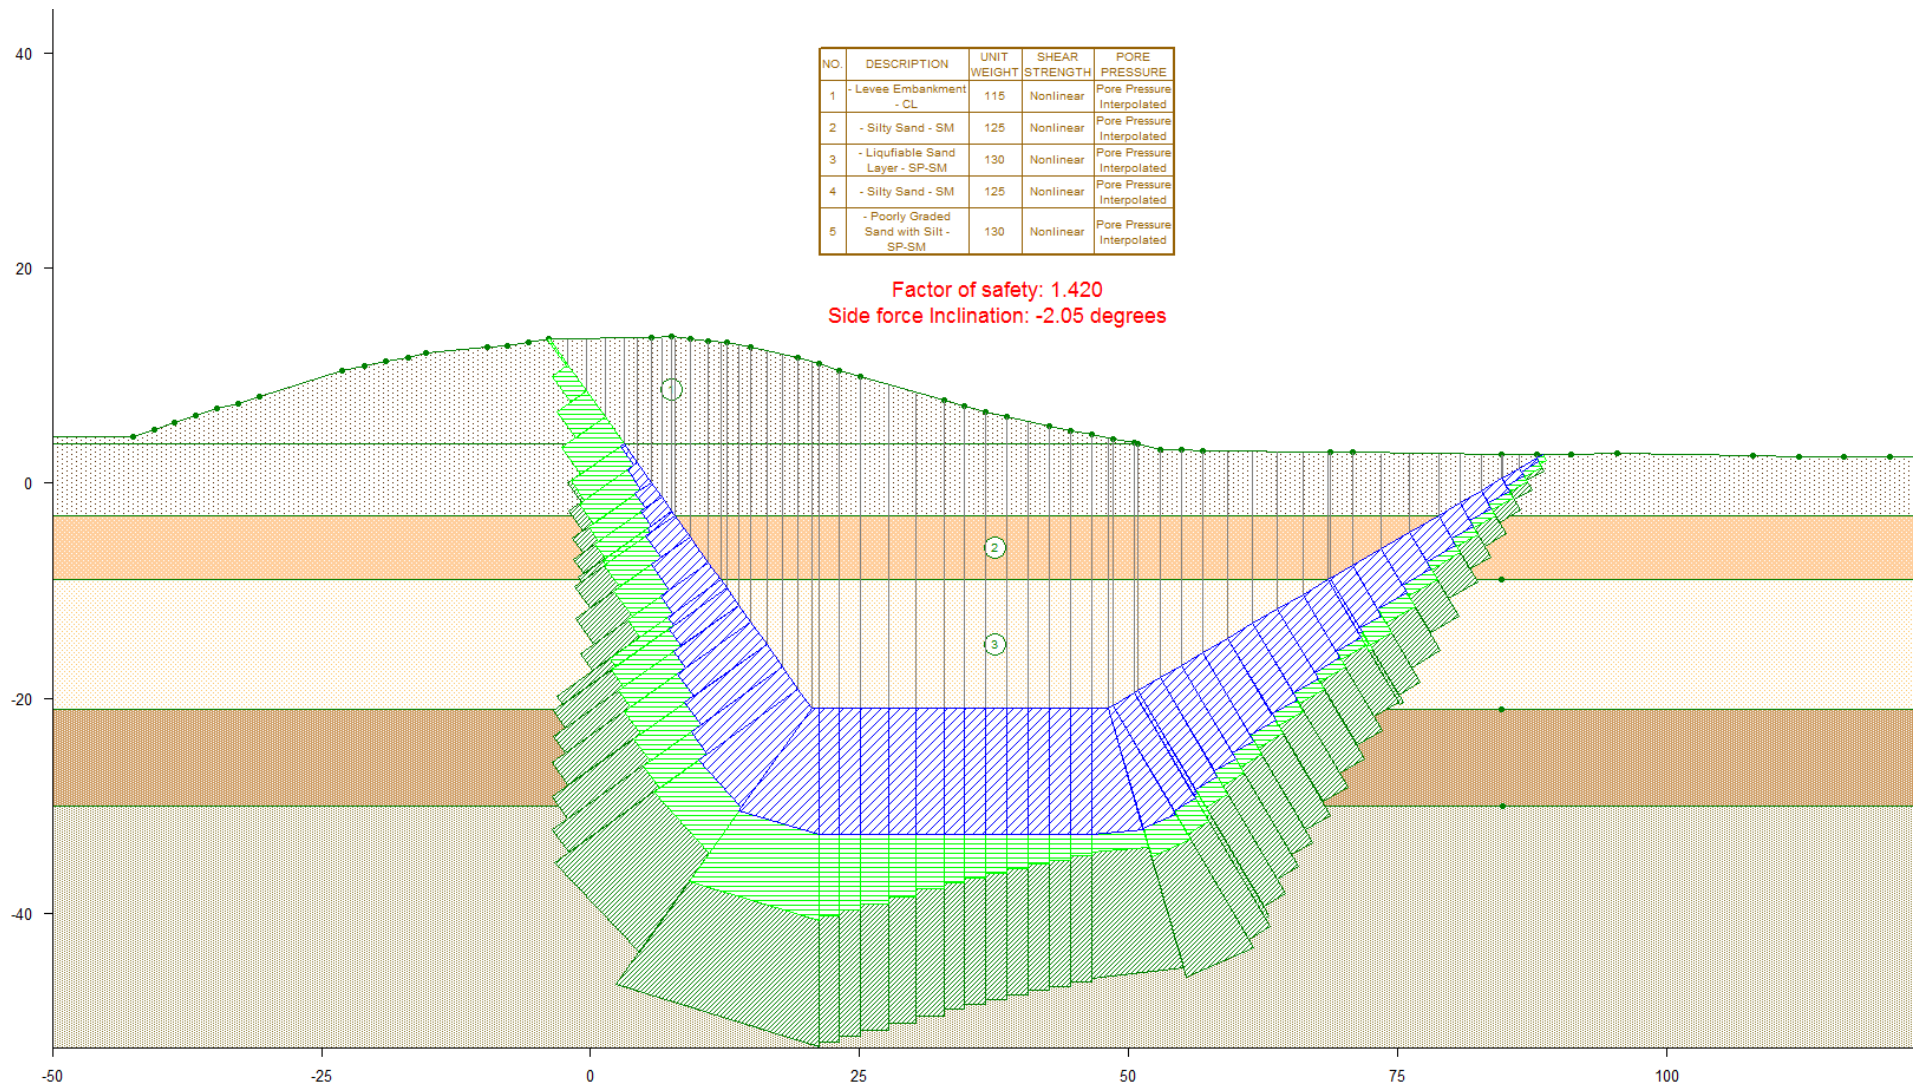 40
20
0
-20
-40
-50
-25
0
25
50
75
100
NO. DESCRIPTION UNIT WEIGHT SHEAR STRENGTH PORE PRESSURE
1 - Levee Embankment - CL 115 Nonlinear Pore Pressure Interpolated
2 - Silty Sand - SM 125 Nonlinear Pore Pressure Interpolated
3 - Liqufiable Sand Layer - SP-SM 130 Nonlinear Pore Pressure Interpolated
4 - Silty Sand - SM 125 Nonlinear Pore Pressure Interpolated
5 - Poorly Graded Sand with Silt - SP-SM 130 Nonlinear Pore Pressure Interpolated
Factor of safety: 1.420
Side force Inclination: -2.05 degrees
1
2
3